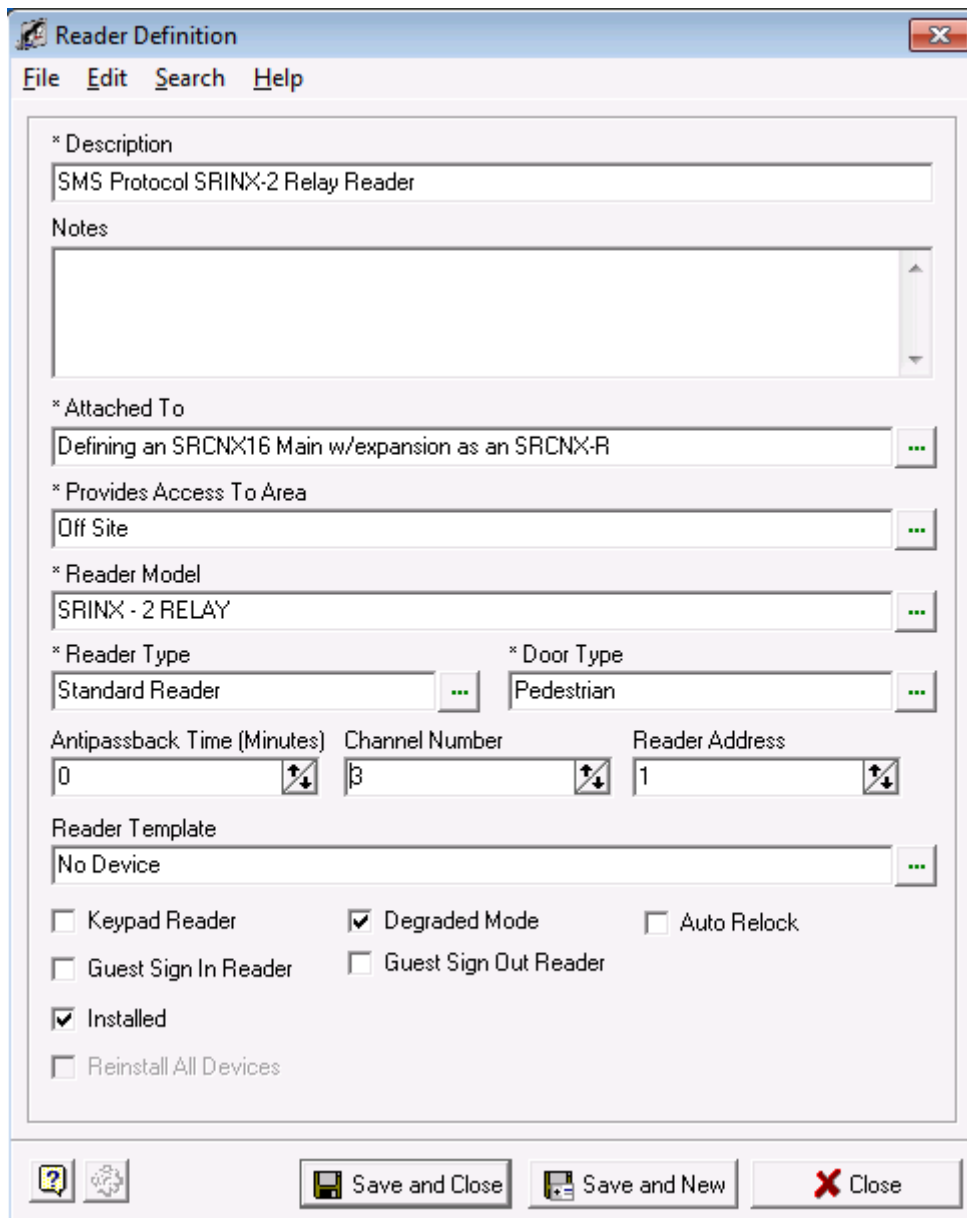 Reader Definition
File Edit Search Help
* Description
SMS Protocol SRINX-2 Relay Reader
Notes
* Attached To
Defining an SRCNX16 Main w/expansion as an SRCNX-R
...
* Provides Access To Area
Off Site
...
* Reader Model
SRINX - 2 RELAY
...
* Reader Type * Door Type
Standard Reader ... Pedestrian ...
Antipassback Time (Minutes) Channel Number Reader Address
0 3 1
Reader Template
No Device
...
Keypad Reader Degraded Mode Auto Relock
Guest Sign In Reader Guest Sign Out Reader
Installed
Reinstall All Devices
? Save and Close Save and New Close